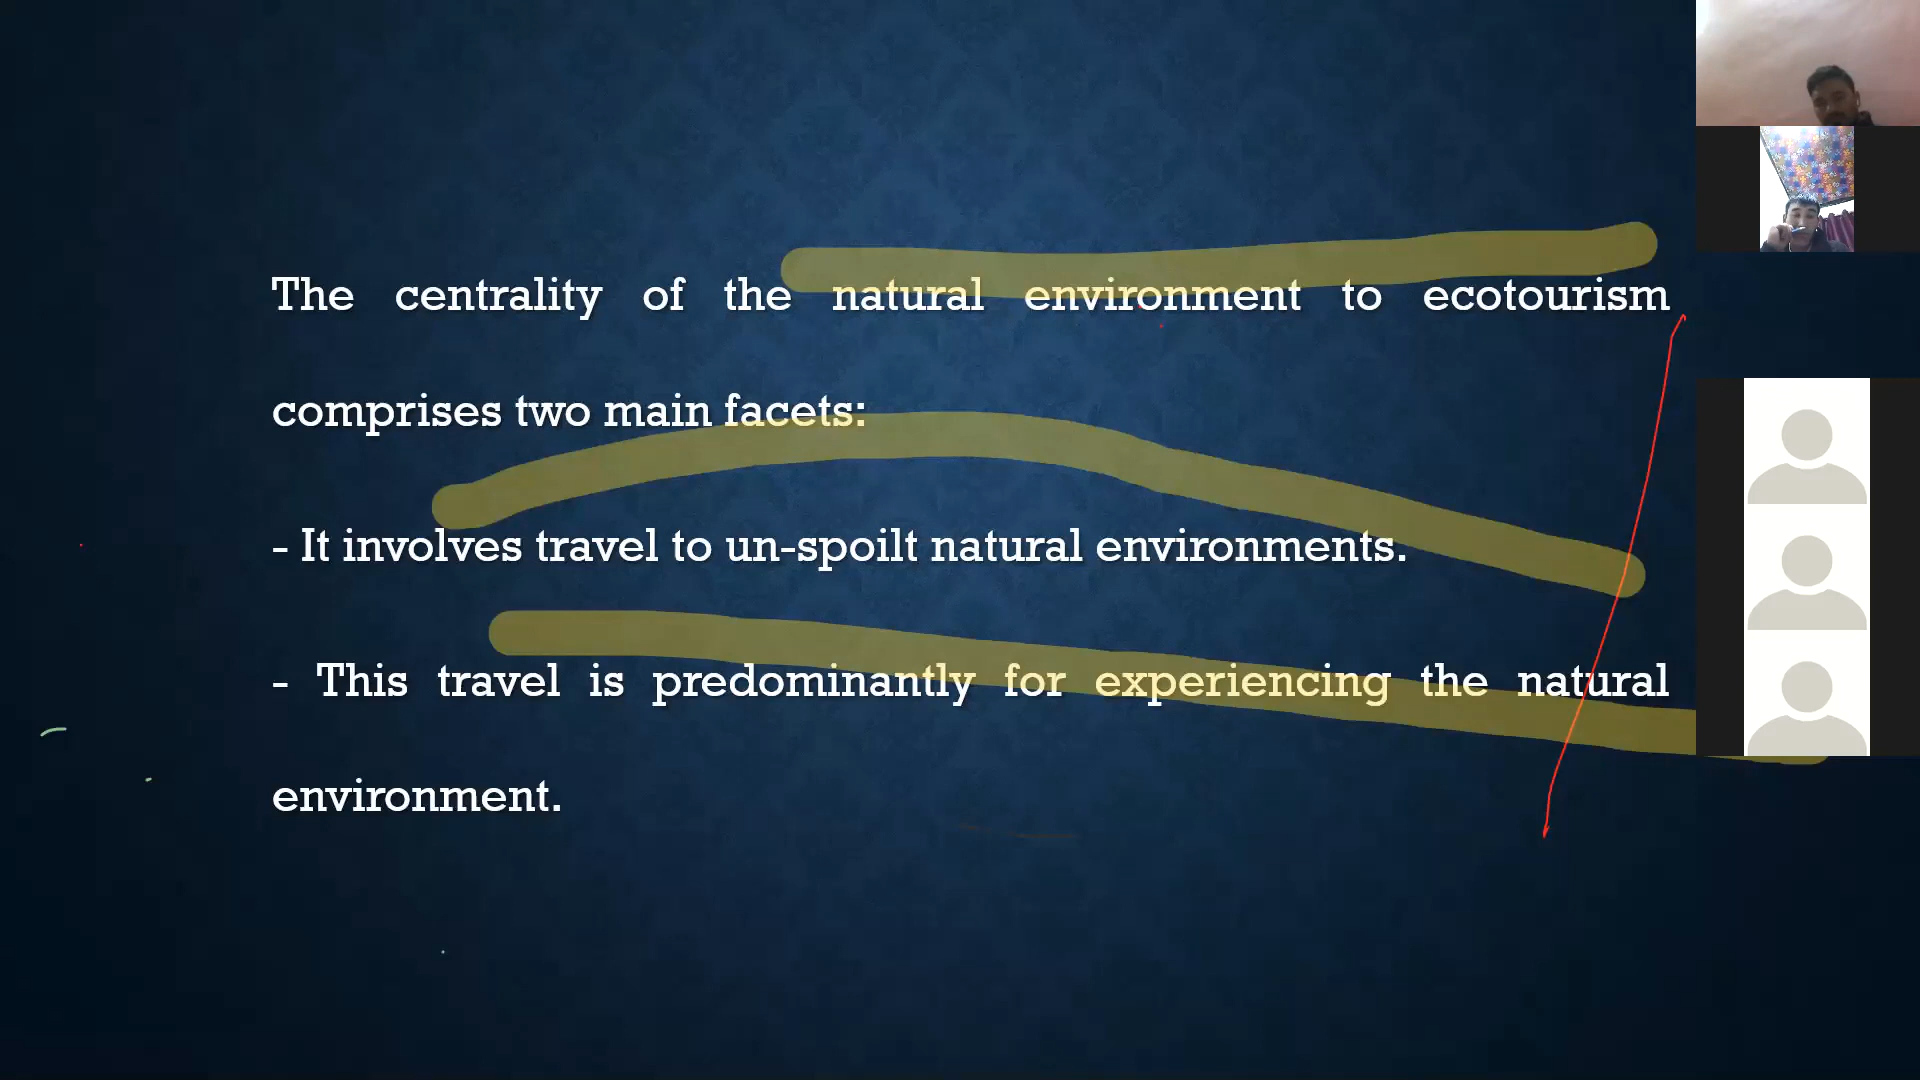 The centrality of the natural environment to ecotourism
comprises two main facets:
- It involves travel to un-spoilt natural environments.
- This travel is predominantly for experiencing the natural
environment.